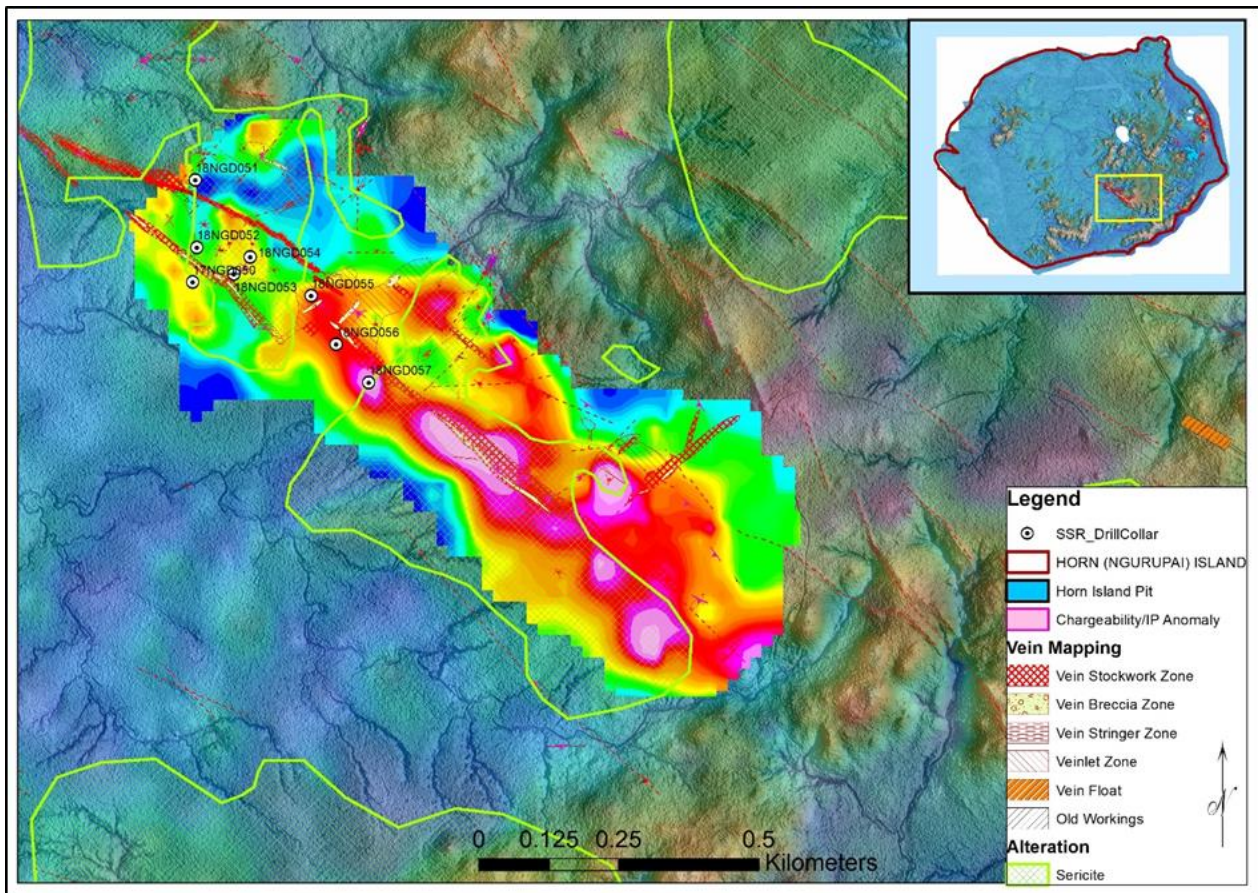 18NGD051
18NGD052
18NGD054
17NGD050
18NGD053
18NGD055
18NGD056
18NGD057
Legend
SSR_DrillCollar
HORN (NGURUPAI) ISLAND
Horn Island Pit
Chargeability/IP Anomaly
Vein Mapping
Vein Stockwork Zone
Vein Breccia Zone
Vein Stringer Zone
Veinlet Zone
Vein Float
Old Workings
Alteration
Sericite
N
0 0.125 0.25 0.5
Kilometers